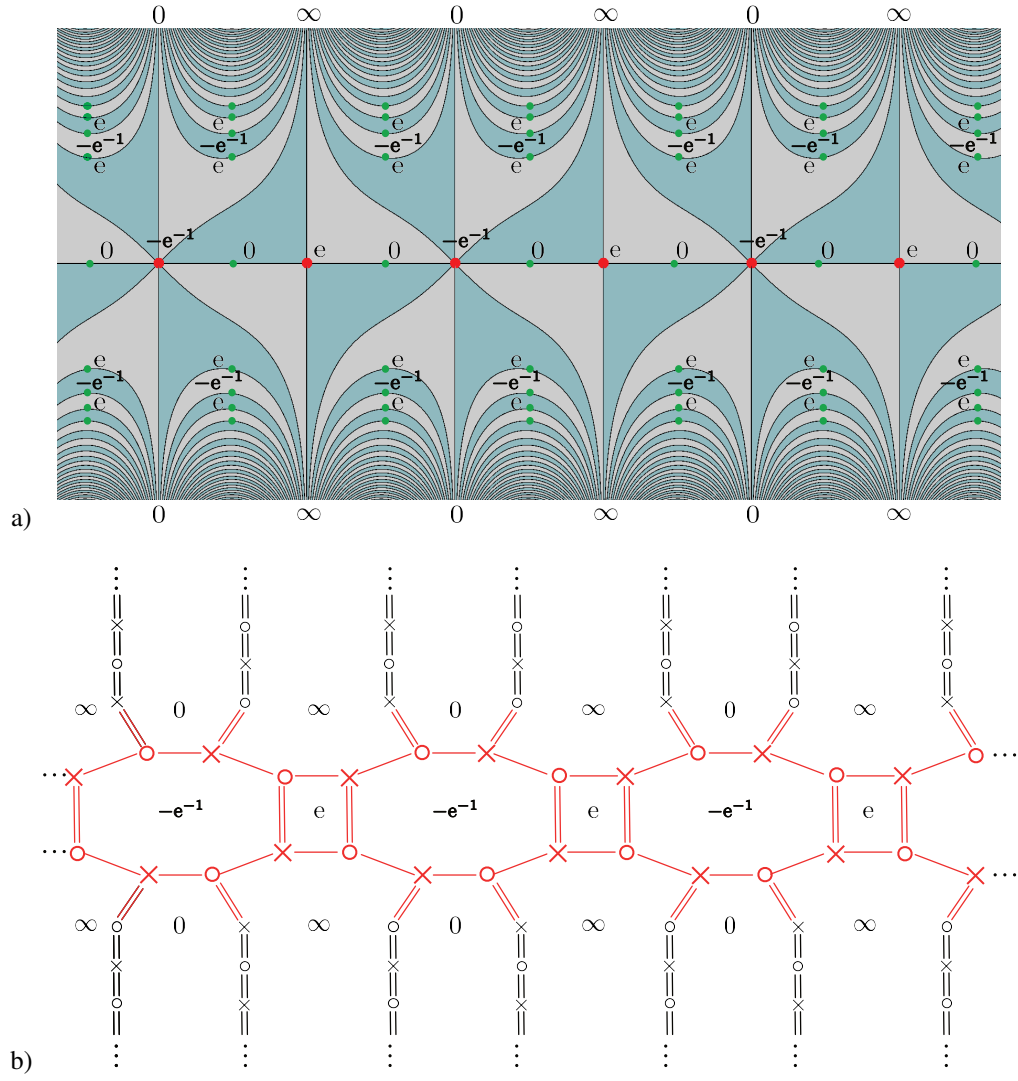 0 ∞ 0 ∞ 0 ∞
e e e e e e e
−e⁻¹ −e⁻¹ −e⁻¹ −e⁻¹ −e⁻¹ −e⁻¹ −e⁻¹
e e e e e e e
−e⁻¹ −e⁻¹ −e⁻¹
0 0 e 0 0 e 0 0 e 0
e e e e e e e
−e⁻¹ −e⁻¹ −e⁻¹ −e⁻¹ −e⁻¹ −e⁻¹ −e⁻¹
e e e e e e
0 ∞ 0 ∞ 0 ∞
a)
∞ 0 ∞ 0 ∞ 0 ∞
−e⁻¹ e −e⁻¹ e −e⁻¹ e
∞ 0 ∞ 0 ∞ 0 ∞
b)